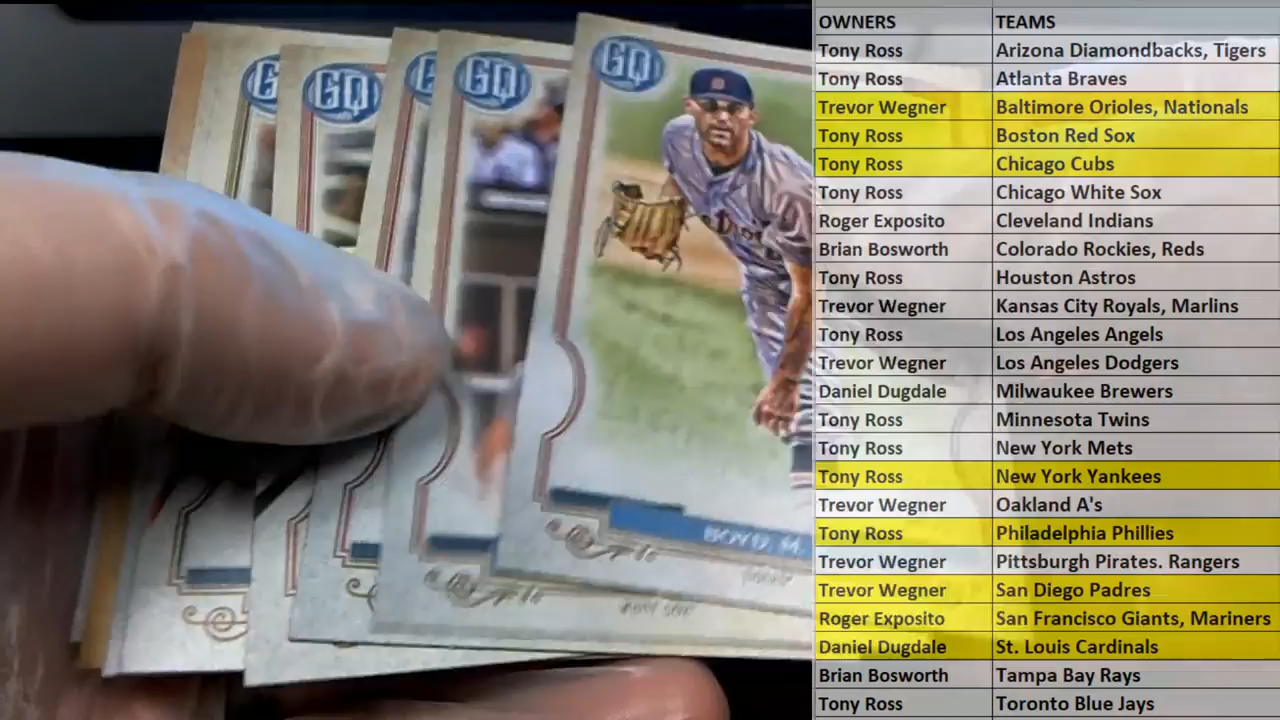 GQ GQ GQ GQ GQ
Detroit
BOYD, M.
OWNERS TEAMS
Tony Ross Arizona Diamondbacks, Tigers
Tony Ross Atlanta Braves
Trevor Wegner Baltimore Orioles, Nationals
Tony Ross Boston Red Sox
Tony Ross Chicago Cubs
Tony Ross Chicago White Sox
Roger Exposito Cleveland Indians
Brian Bosworth Colorado Rockies, Reds
Tony Ross Houston Astros
Trevor Wegner Kansas City Royals, Marlins
Tony Ross Los Angeles Angels
Trevor Wegner Los Angeles Dodgers
Daniel Dugdale Milwaukee Brewers
Tony Ross Minnesota Twins
Tony Ross New York Mets
Tony Ross New York Yankees
Trevor Wegner Oakland A's
Tony Ross Philadelphia Phillies
Trevor Wegner Pittsburgh Pirates. Rangers
Trevor Wegner San Diego Padres
Roger Exposito San Francisco Giants, Mariners
Daniel Dugdale St. Louis Cardinals
Brian Bosworth Tampa Bay Rays
Tony Ross Toronto Blue Jays